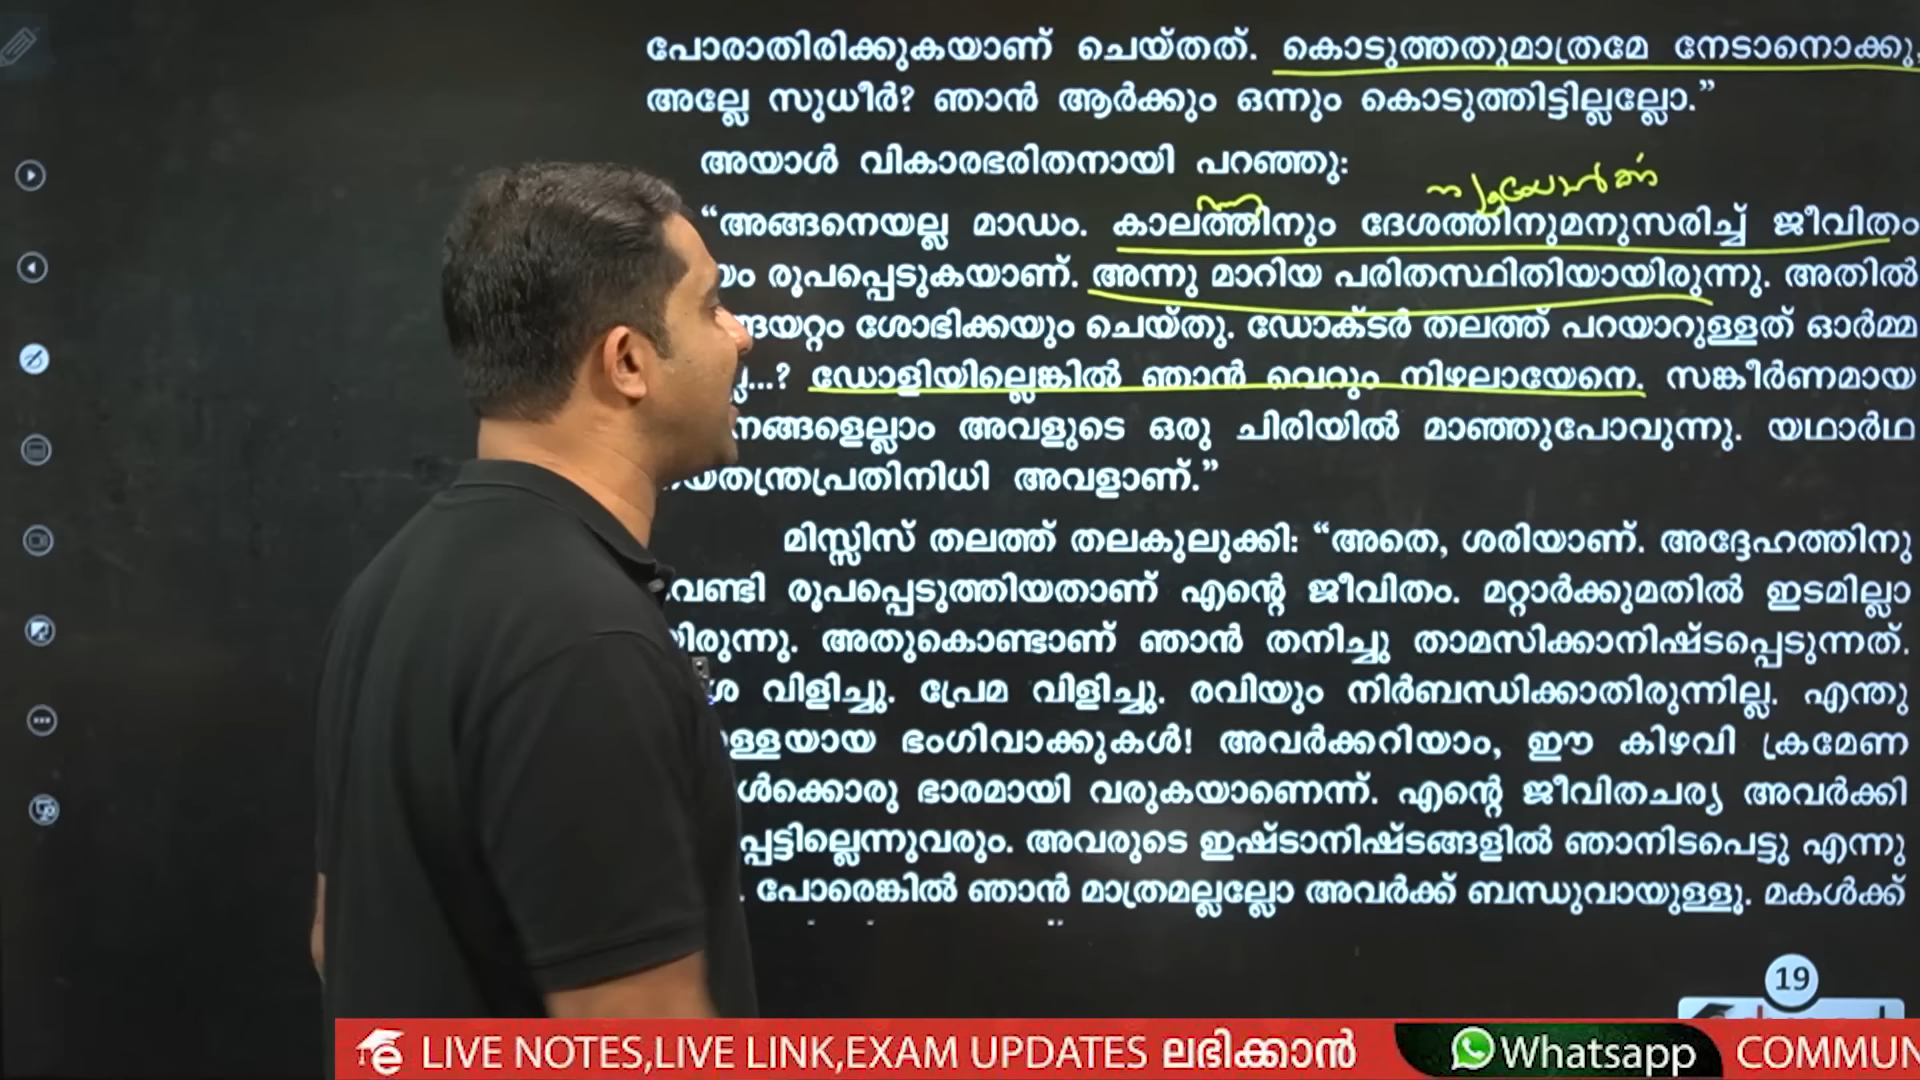 പോരാതിരിക്കുകയാണ് ചെയ്തത്. കൊടുത്തതുമാത്രമേ നേടാനൊക്കൂ,
അല്ലേ സുധീർ? ഞാൻ ആർക്കും ഒന്നും കൊടുത്തിട്ടില്ലല്ലോ.”
അയാൾ വികാരഭരിതനായി പറഞ്ഞു:
“അങ്ങനെയല്ല മാഡം. കാലത്തിനും ദേശത്തിനുമനുസരിച്ച് ജീവിതം
രൂപപ്പെടുകയാണ്. അന്നു മാറിയ പരിതസ്ഥിതിയായിരുന്നു. അതിൽ
ശോഭിക്കയും ചെയ്തു. ഡോക്ടർ തലത്ത് പറയാറുള്ളത് ഓർമ്മ
...? ഡോളിയില്ലെങ്കിൽ ഞാൻ വെറും നിഴലായേനെ. സങ്കീർണമായ
അവളുടെ ഒരു ചിരിയിൽ മാഞ്ഞുപോവുന്നു. യഥാർഥ
അവളാണ്.”
മിസ്സിസ് തലത്ത് തലകുലുക്കി: “അതെ, ശരിയാണ്. അദ്ദേഹത്തിനു
രൂപപ്പെടുത്തിയതാണ് എന്റെ ജീവിതം. മറ്റാർക്കുമതിൽ ഇടമില്ലാ
അതുകൊണ്ടാണ് ഞാൻ തനിച്ചു താമസിക്കാനിഷ്ടപ്പെടുന്നത്.
വിളിച്ചു. പ്രേമ വിളിച്ചു. രവിയും നിർബന്ധിക്കാതിരുന്നില്ല. എന്തു
ഭംഗിവാക്കുകൾ! അവർക്കറിയാം, ഈ കിഴവി ക്രമേണ
ഭാരമായി വരുകയാണെന്ന്. എന്റെ ജീവിതചര്യ അവർക്കി
അവരുടെ ഇഷ്ടാനിഷ്ടങ്ങളിൽ ഞാനിടപെട്ടു എന്നു
പോരെങ്കിൽ ഞാൻ മാത്രമല്ലല്ലോ അവർക്ക് ബന്ധുവായുള്ളൂ. മകൾക്ക്
19
LIVE NOTES,LIVE LINK,EXAM UPDATES ലഭിക്കാൻ Whatsapp COMMUN